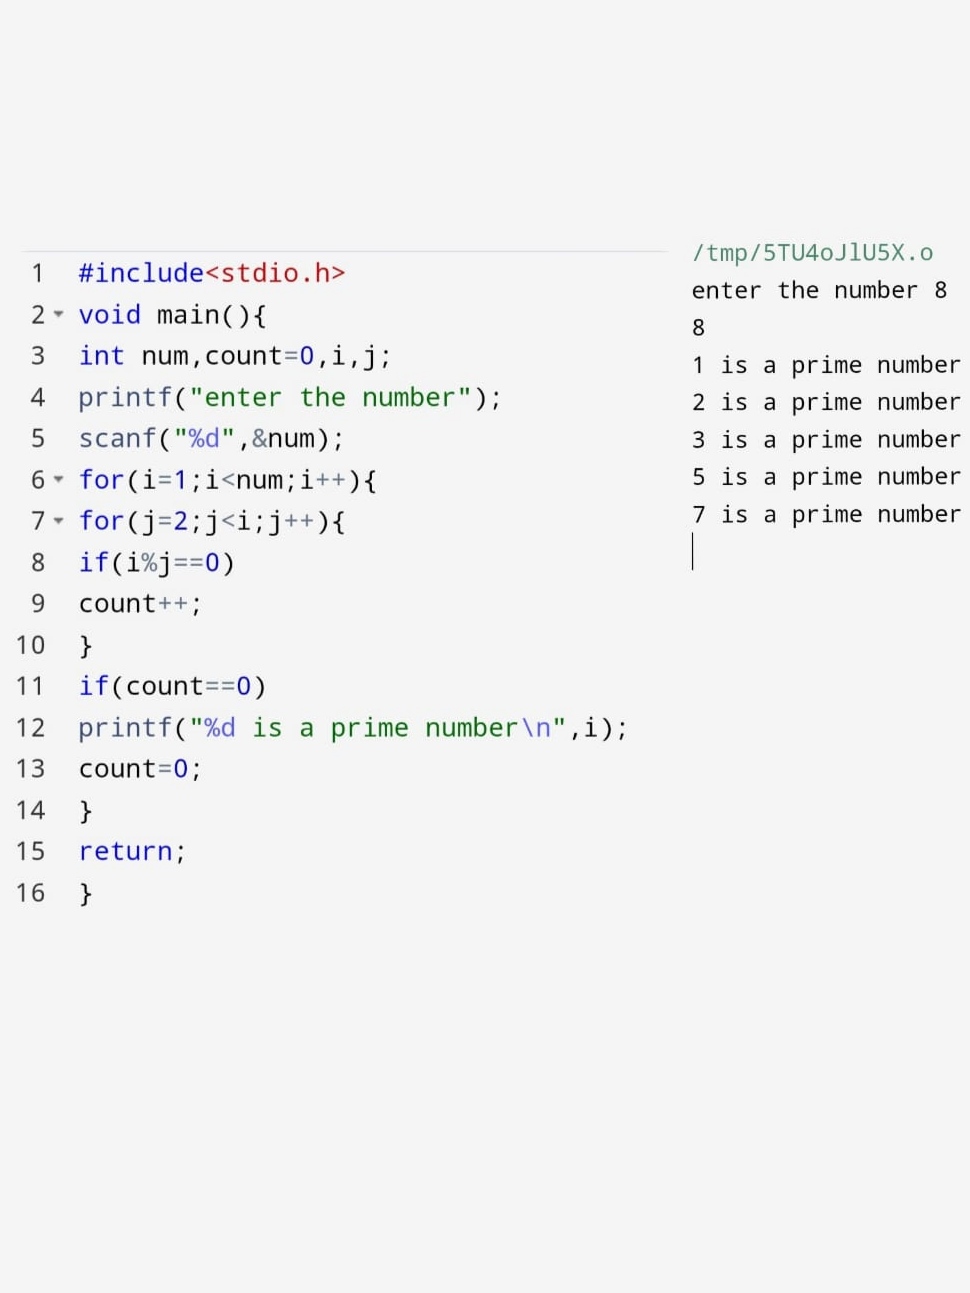 1 #include<stdio.h>
2 void main(){
3 int num,count=0,i,j;
4 printf("enter the number");
5 scanf("%d",&num);
6 for(i=1;i<num;i++){
7 for(j=2;j<i;j++){
8 if(i%j==0)
9 count++;
10 }
11 if(count==0)
12 printf("%d is a prime number\n",i);
13 count=0;
14 }
15 return;
16 }
/tmp/5TU4oJlU5X.o
enter the number 8
8
1 is a prime number
2 is a prime number
3 is a prime number
5 is a prime number
7 is a prime number